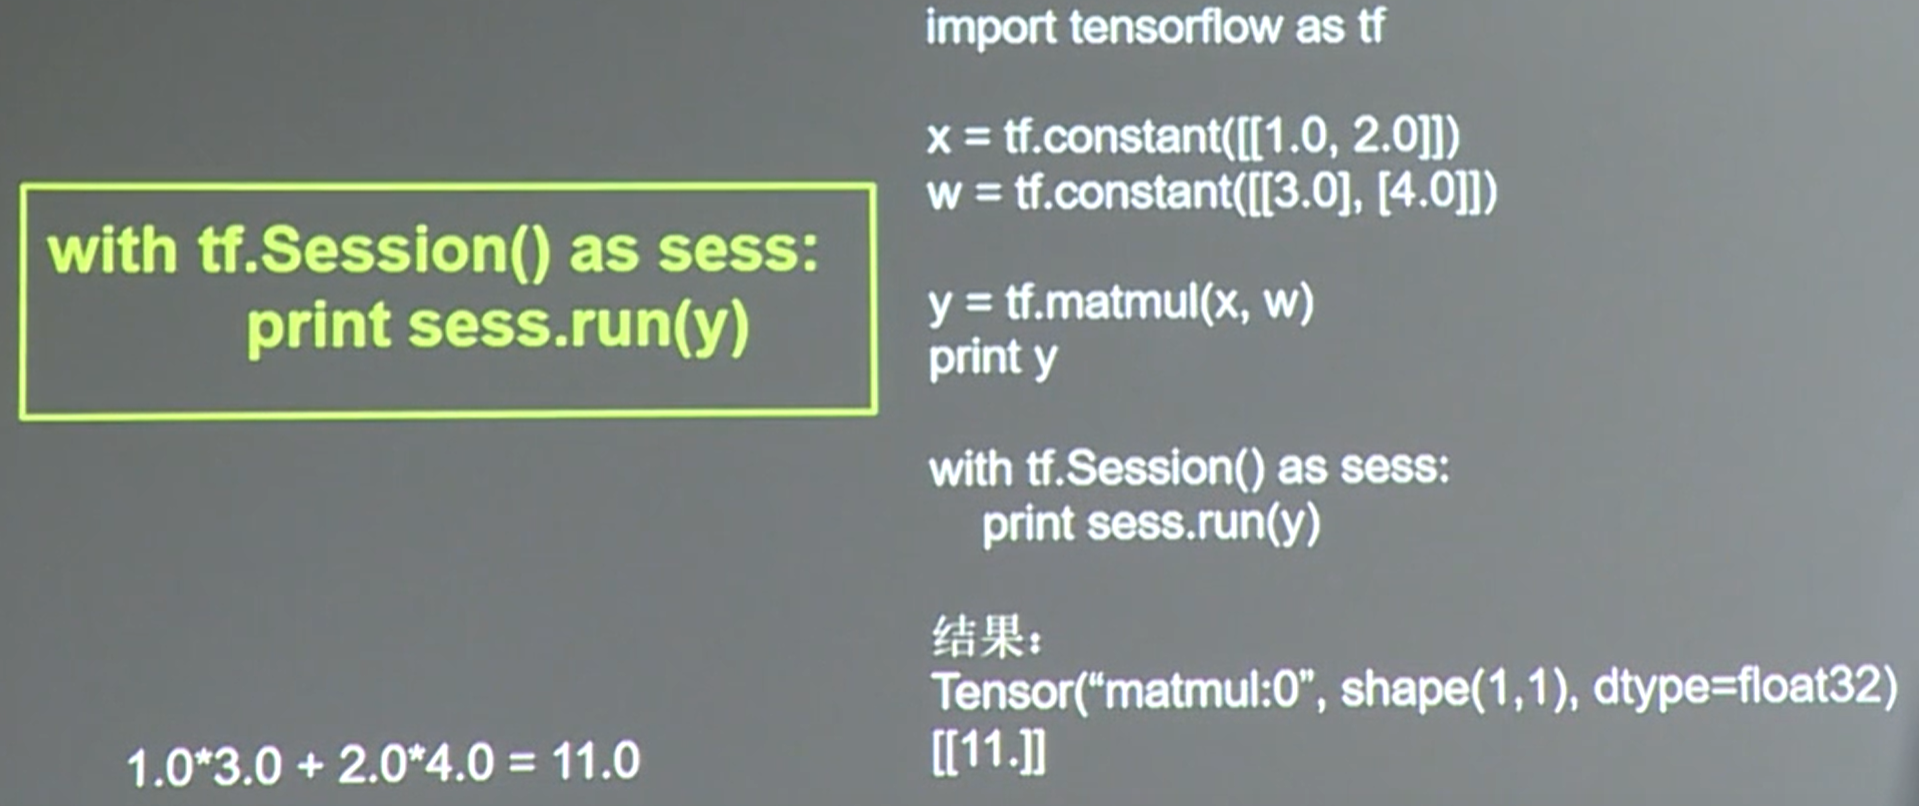 with tf.Session() as sess:
print sess.run(y)
1.0*3.0 + 2.0*4.0 = 11.0
import tensorflow as tf
x = tf.constant([[1.0, 2.0]])
w = tf.constant([[3.0], [4.0]])
y = tf.matmul(x, w)
print y
with tf.Session() as sess:
print sess.run(y)
结果：
Tensor(“matmul:0”, shape(1,1), dtype=float32)
[[11.]]